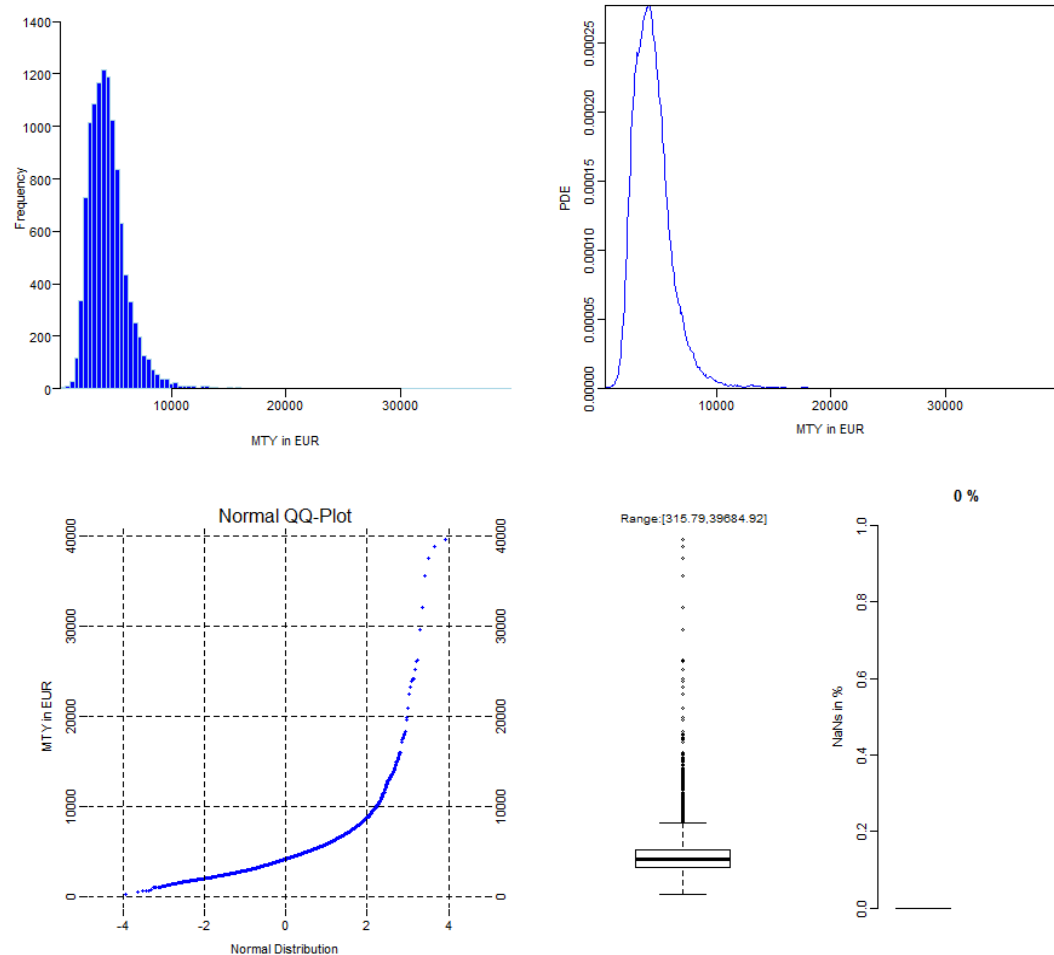 1400
1200
1000
800
600
400
200
0
Frequency
10000 20000 30000
MTY in EUR
0.00025
0.00020
0.00015
0.00010
0.00005
0.00000
PDE
10000 20000 30000
MTY in EUR
Normal QQ-Plot
40000 40000
30000 30000
20000 20000
10000 10000
0 0
MTY in EUR
-4 -2 0 2 4
Normal Distribution
Range:[315.79,39684.92]
0 %
1.0
0.8
0.6
0.4
0.2
0.0
NaNs in %